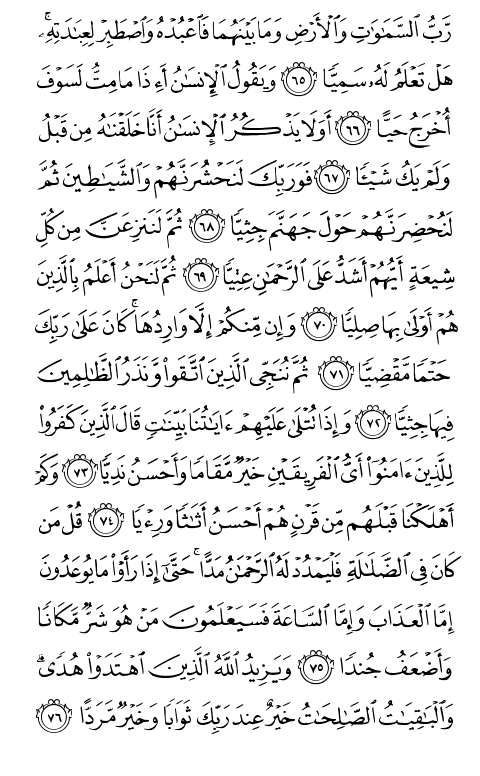 رَّبُّ ٱلسَّمَٰوَٰتِ وَٱلۡأَرۡضِ وَمَا بَيۡنَهُمَا فَٱعۡبُدۡهُ وَٱصۡطَبِرۡ لِعِبَٰدَتِهِۦۚ
هَلۡ تَعۡلَمُ لَهُۥ سَمِيّٗا ٦٥ وَيَقُولُ ٱلۡإِنسَٰنُ أَءِذَا مَا مِتُّ لَسَوۡفَ
أُخۡرَجُ حَيًّا ٦٦ أَوَلَا يَذۡكُرُ ٱلۡإِنسَٰنُ أَنَّا خَلَقۡنَٰهُ مِن قَبۡلُ
وَلَمۡ يَكُ شَيۡـٔٗا ٦٧ فَوَرَبِّكَ لَنَحۡشُرَنَّهُمۡ وَٱلشَّيَٰطِينَ ثُمَّ
لَنُحۡضِرَنَّهُمۡ حَوۡلَ جَهَنَّمَ جِثِيّٗا ٦٨ ثُمَّ لَنَنزِعَنَّ مِن كُلِّ
شِيعَةٍ أَيُّهُمۡ أَشَدُّ عَلَى ٱلرَّحۡمَٰنِ عِتِيّٗا ٦٩ ثُمَّ لَنَحۡنُ أَعۡلَمُ بِٱلَّذِينَ
هُمۡ أَوۡلَىٰ بِهَا صِلِيّٗا ٧٠ وَإِن مِّنكُمۡ إِلَّا وَارِدُهَاۚ كَانَ عَلَىٰ رَبِّكَ
حَتۡمٗا مَّقۡضِيّٗا ٧١ ثُمَّ نُنَجِّي ٱلَّذِينَ ٱتَّقَواْ وَّنَذَرُ ٱلظَّٰلِمِينَ
فِيهَا جِثِيّٗا ٧٢ وَإِذَا تُتۡلَىٰ عَلَيۡهِمۡ ءَايَٰتُنَا بَيِّنَٰتٖ قَالَ ٱلَّذِينَ كَفَرُواْ
لِلَّذِينَ ءَامَنُوٓاْ أَيُّ ٱلۡفَرِيقَيۡنِ خَيۡرٞ مَّقَامٗا وَأَحۡسَنُ نَدِيّٗا ٧٣ وَكَمۡ
أَهۡلَكۡنَا قَبۡلَهُم مِّن قَرۡنٍ هُمۡ أَحۡسَنُ أَثَٰثٗا وَرِءۡيٗا ٧٤ قُلۡ مَن
كَانَ فِي ٱلضَّلَٰلَةِ فَلۡيَمۡدُدۡ لَهُ ٱلرَّحۡمَٰنُ مَدًّاۚ حَتَّىٰٓ إِذَا رَأَوۡاْ مَا يُوعَدُونَ
إِمَّا ٱلۡعَذَابَ وَإِمَّا ٱلسَّاعَةَ فَسَيَعۡلَمُونَ مَنۡ هُوَ شَرّٞ مَّكَانٗا
وَأَضۡعَفُ جُندٗا ٧٥ وَيَزِيدُ ٱللَّهُ ٱلَّذِينَ ٱهۡتَدَوۡاْ هُدٗىۗ
وَٱلۡبَٰقِيَٰتُ ٱلصَّٰلِحَٰتُ خَيۡرٌ عِندَ رَبِّكَ ثَوَابٗا وَخَيۡرٞ مَّرَدًّا ٧٦